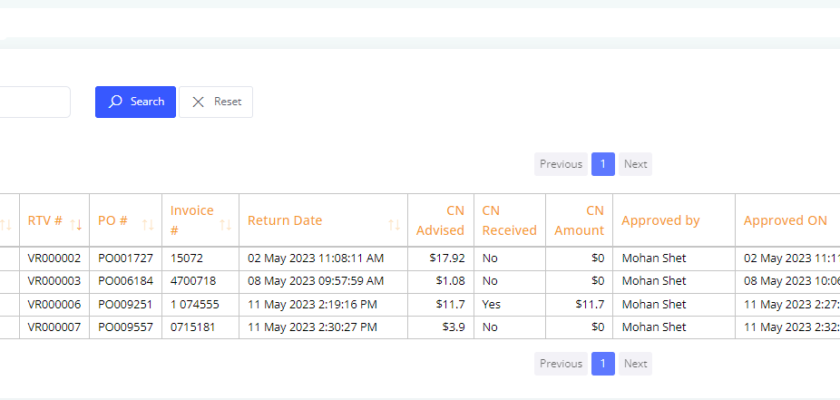 Search Reset
Previous 1 Next
RTV # PO # Invoice # Return Date CN Advised CN Received CN Amount Approved by Approved ON
VR000002 PO001727 15072 02 May 2023 11:08:11 AM $17.92 No $0 Mohan Shet 02 May 2023 11:1
VR000003 PO006184 4700718 08 May 2023 09:57:59 AM $1.08 No $0 Mohan Shet 08 May 2023 10:06
VR000006 PO009251 1 074555 11 May 2023 2:19:16 PM $11.7 Yes $11.7 Mohan Shet 11 May 2023 2:27:
VR000007 PO009557 0715181 11 May 2023 2:30:27 PM $3.9 No $0 Mohan Shet 11 May 2023 2:32:
Previous 1 Next